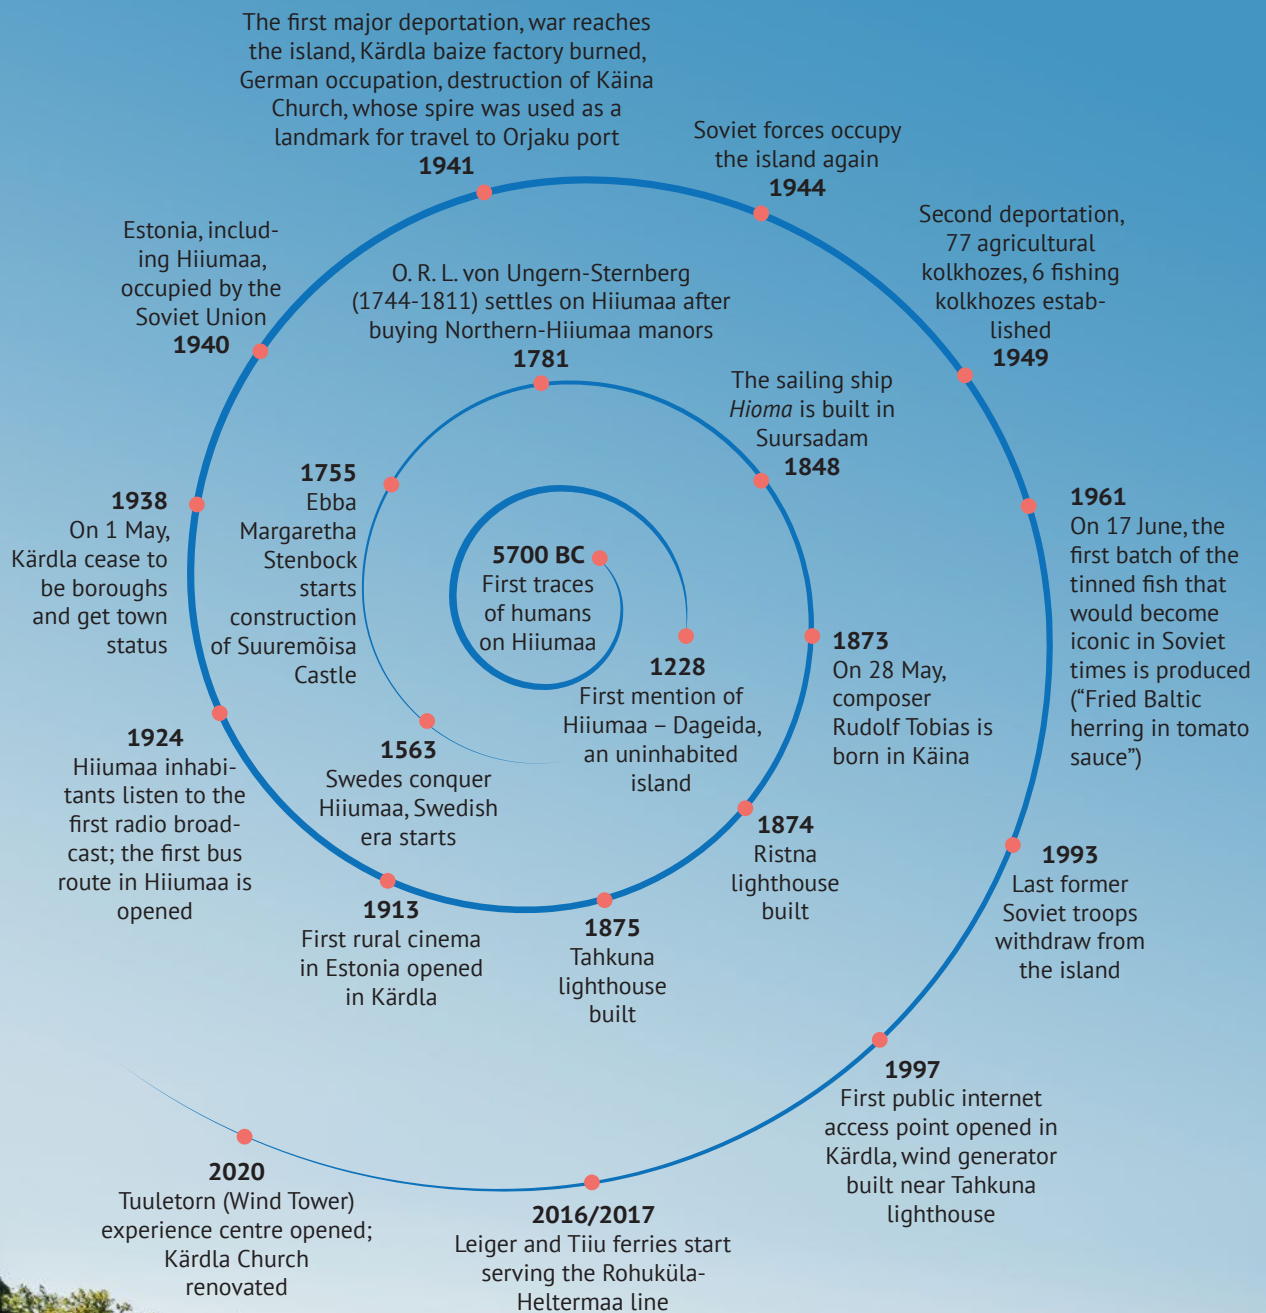 5700 BC
First traces
of humans
on Hiiumaa
1228
First mention of
Hiiumaa – Dageida,
an uninhabited
island
1563
Swedes conquer
Hiiumaa, Swedish
era starts
1755
Ebba
Margaretha
Stenbock
starts
construction
of Suuremõisa
Castle
O. R. L. von Ungern-Sternberg
(1744-1811) settles on Hiiumaa after
buying Northern-Hiiumaa manors
1781
The sailing ship
Hioma is built in
Suursadam
1848
1873
On 28 May,
composer
Rudolf Tobias is
born in Käina
1874
Ristna
lighthouse
built
1875
Tahkuna
lighthouse
built
1913
First rural cinema
in Estonia opened
in Kärdla
1924
Hiiumaa inhabi-
tants listen to the
first radio broad-
cast; the first bus
route in Hiiumaa is
opened
1938
On 1 May,
Kärdla cease to
be boroughs
and get town
status
Estonia, includ-
ing Hiiumaa,
occupied by the
Soviet Union
1940
The first major deportation, war reaches
the island, Kärdla baize factory burned,
German occupation, destruction of Käina
Church, whose spire was used as a
landmark for travel to Orjaku port
1941
Soviet forces occupy
the island again
1944
Second deportation,
77 agricultural
kolkhozes, 6 fishing
kolkhozes estab-
lished
1949
1961
On 17 June, the
first batch of the
tinned fish that
would become
iconic in Soviet
times is produced
(“Fried Baltic
herring in tomato
sauce”)
1993
Last former
Soviet troops
withdraw from
the island
1997
First public internet
access point opened in
Kärdla, wind generator
built near Tahkuna
lighthouse
2016/2017
Leiger and Tiiu ferries start
serving the Rohuküla-
Heltermaa line
2020
Tuuletorn (Wind Tower)
experience centre opened;
Kärdla Church
renovated